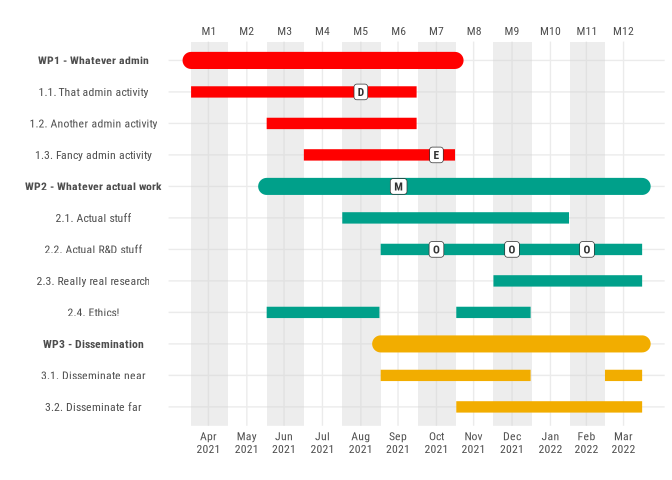 M1 M2 M3 M4 M5 M6 M7 M8 M9 M10 M11 M12
WP1 - Whatever admin
1.1. That admin activity D
1.2. Another admin activity
1.3. Fancy admin activity E
WP2 - Whatever actual work M
2.1. Actual stuff
2.2. Actual R&D stuff O O O
2.3. Really real research
2.4. Ethics!
WP3 - Dissemination
3.1. Disseminate near
3.2. Disseminate far
Apr May Jun Jul Aug Sep Oct Nov Dec Jan Feb Mar
2021 2021 2021 2021 2021 2021 2021 2021 2021 2022 2022 2022